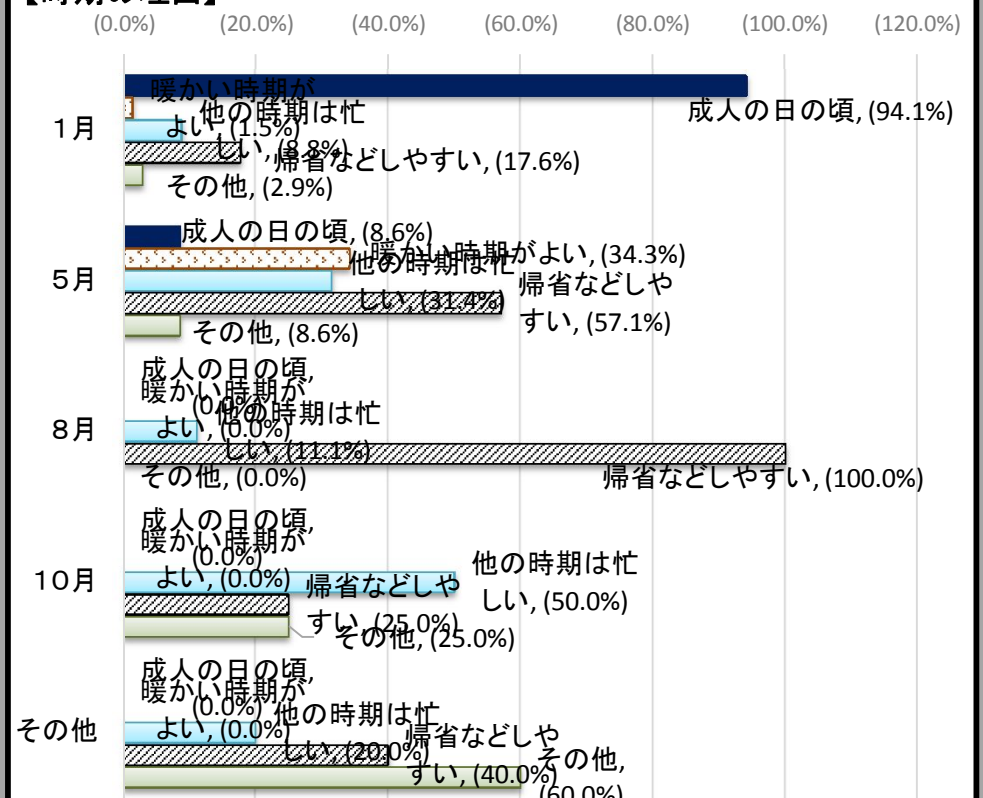 【時期の理由】
(0.0%) (20.0%) (40.0%) (60.0%) (80.0%) (100.0%) (120.0%)
1月
成人の日の頃, (94.1%)
暖かい時期が
よい, (1.5%)
他の時期は忙
しい, (8.8%)
帰省などしやすい, (17.6%)
その他, (2.9%)
5月
成人の日の頃, (8.6%)
暖かい時期がよい, (34.3%)
他の時期は忙
しい, (31.4%)
帰省などしや
すい, (57.1%)
その他, (8.6%)
8月
成人の日の頃,
(0.0%)
暖かい時期が
よい, (0.0%)
他の時期は忙
しい, (11.1%)
帰省などしやすい, (100.0%)
その他, (0.0%)
10月
成人の日の頃,
(0.0%)
暖かい時期が
よい, (0.0%)
他の時期は忙
しい, (50.0%)
帰省などしや
すい, (25.0%)
その他, (25.0%)
その他
成人の日の頃,
(0.0%)
暖かい時期が
よい, (0.0%)
他の時期は忙
しい, (20.0%)
帰省などしや
すい, (40.0%)
その他,
(60.0%)